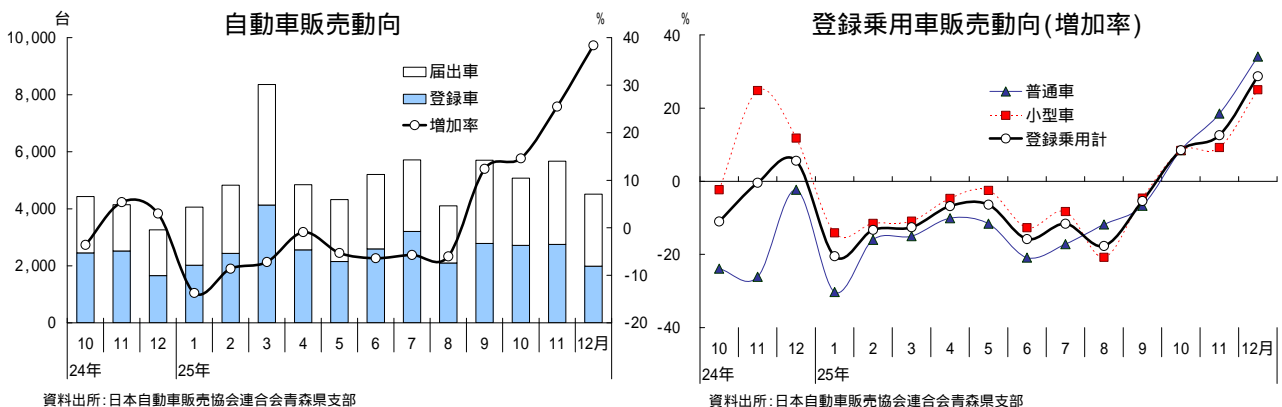 自動車販売動向
台
%
10,000
8,000
6,000
4,000
2,000
0
40
30
20
10
0
-10
-20
届出車
登録車
増加率
10 11 12 1 2 3 4 5 6 7 8 9 10 11 12月
24年 25年
資料出所:日本自動車販売協会連合会青森県支部
登録乗用車販売動向(増加率)
%
40
20
0
-20
-40
普通車
小型車
登録乗用計
10 11 12 1 2 3 4 5 6 7 8 9 10 11 12月
24年 25年
資料出所:日本自動車販売協会連合会青森県支部